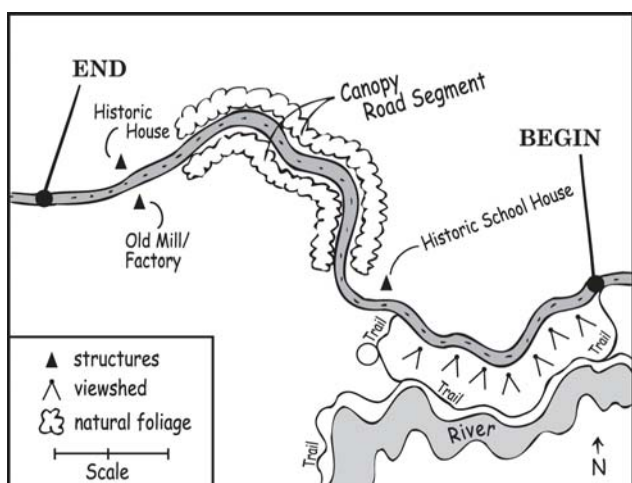 END
Historic
House
Canopy
Road Segment
BEGIN
Old Mill/
Factory
Historic School House
Trail
Trail
Trail
Trail
River
N
structures
viewshed
natural foliage
Scale